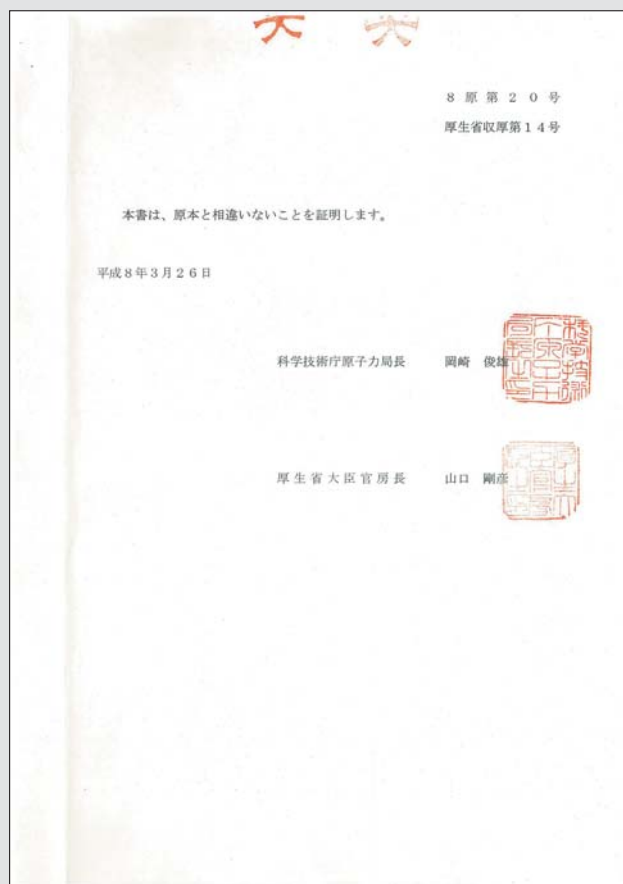 8原第20号
厚生省収厚第14号
本書は、原本と相違いないことを証明します。
平成8年3月26日
科学技術庁原子力局長 岡崎 俊雄
厚生省大臣官房長 山口 剛彦